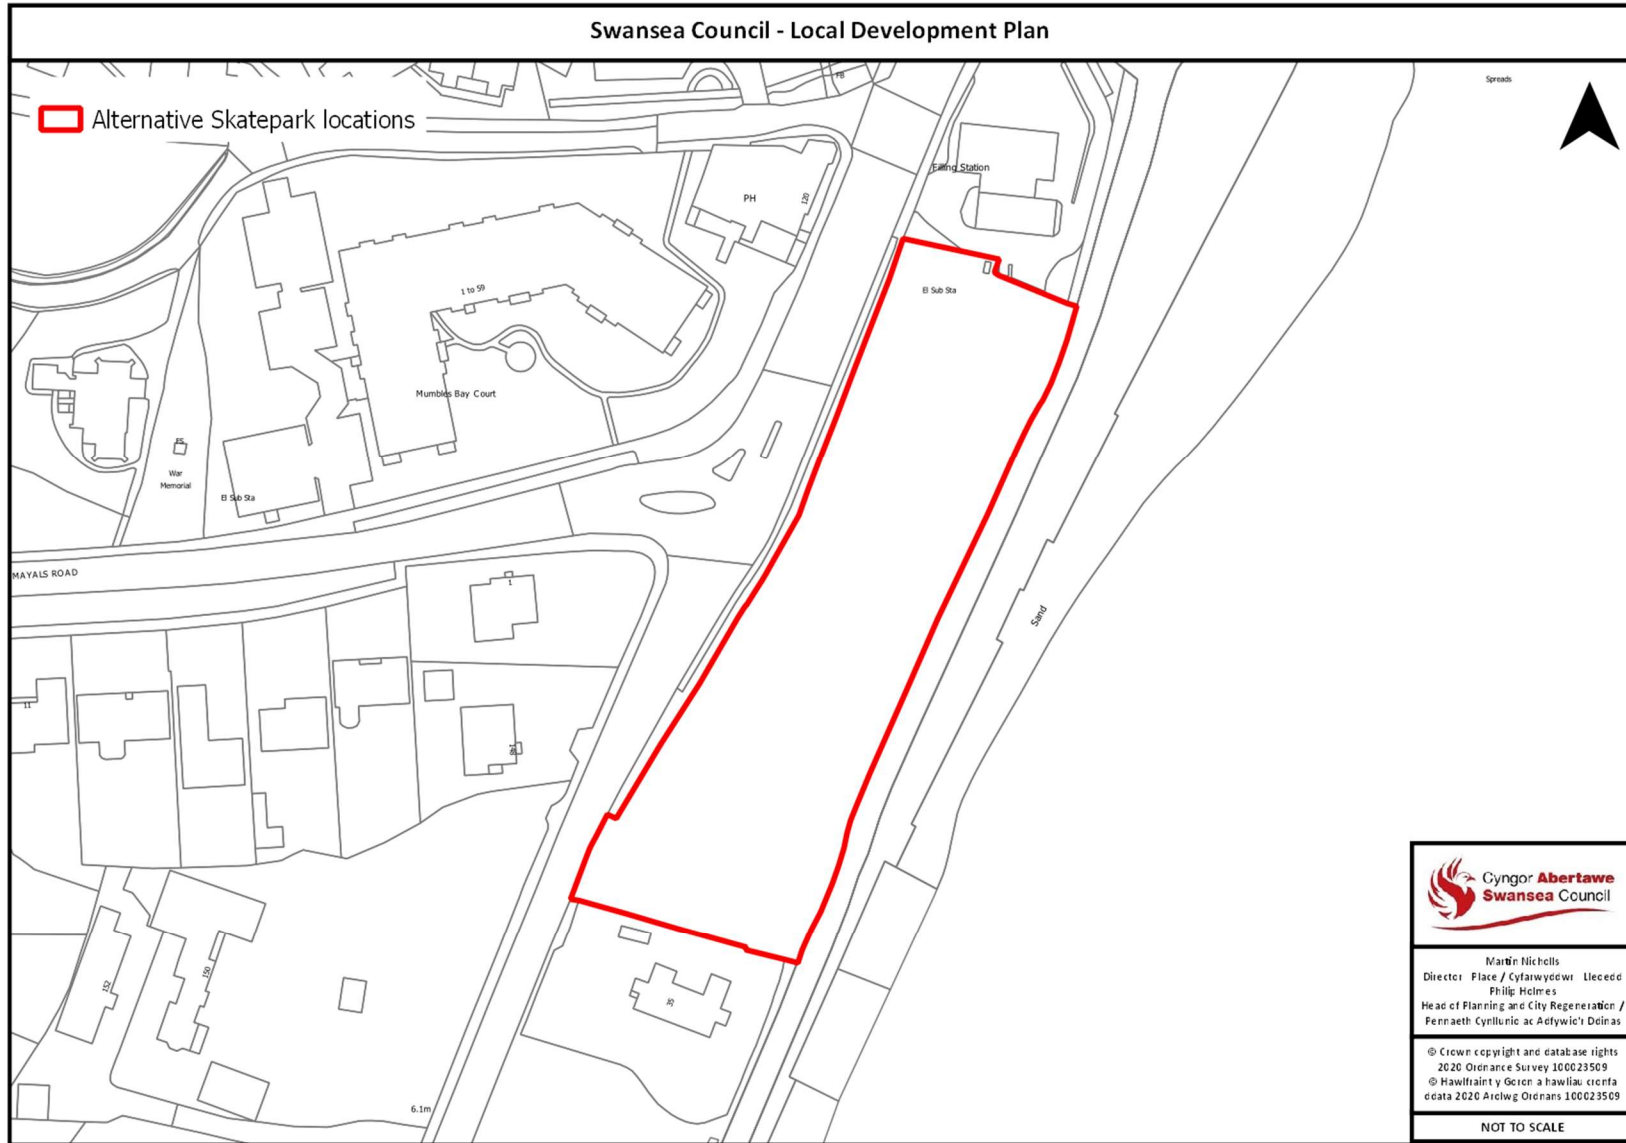 Swansea Council - Local Development Plan
Alternative Skatepark locations
Spreads
FB
Filling Station
PH
120
El Sub Sta
1 to 59
Mumbles Bay Court
FS
War
Memorial
El Sub Sta
MAYALS ROAD
1
Sand
11
148
152
150
35
6.1m
Cyngor Abertawe
Swansea Council
Martin Nicholls
Director Place / Cyfarwyddwr Lleoedd
Philip Holmes
Head of Planning and City Regeneration /
Pennaeth Cynllunio ac Adfywio'r Ddinas
© Crown copyright and database rights
2020 Ordnance Survey 100023509
© Hawlfraint y Goron a hawliau cronfa
ddata 2020 Arolwg Ordnans 100023509
NOT TO SCALE